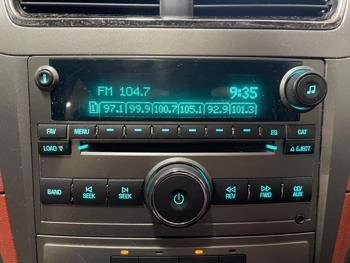 FM 104.7 9:35
1 97.1 99.9 100.7 105.1 92.9 101.3
FAV MENU EQ CAT
LOAD EJECT
BAND SEEK SEEK REV FWD CD/AUX